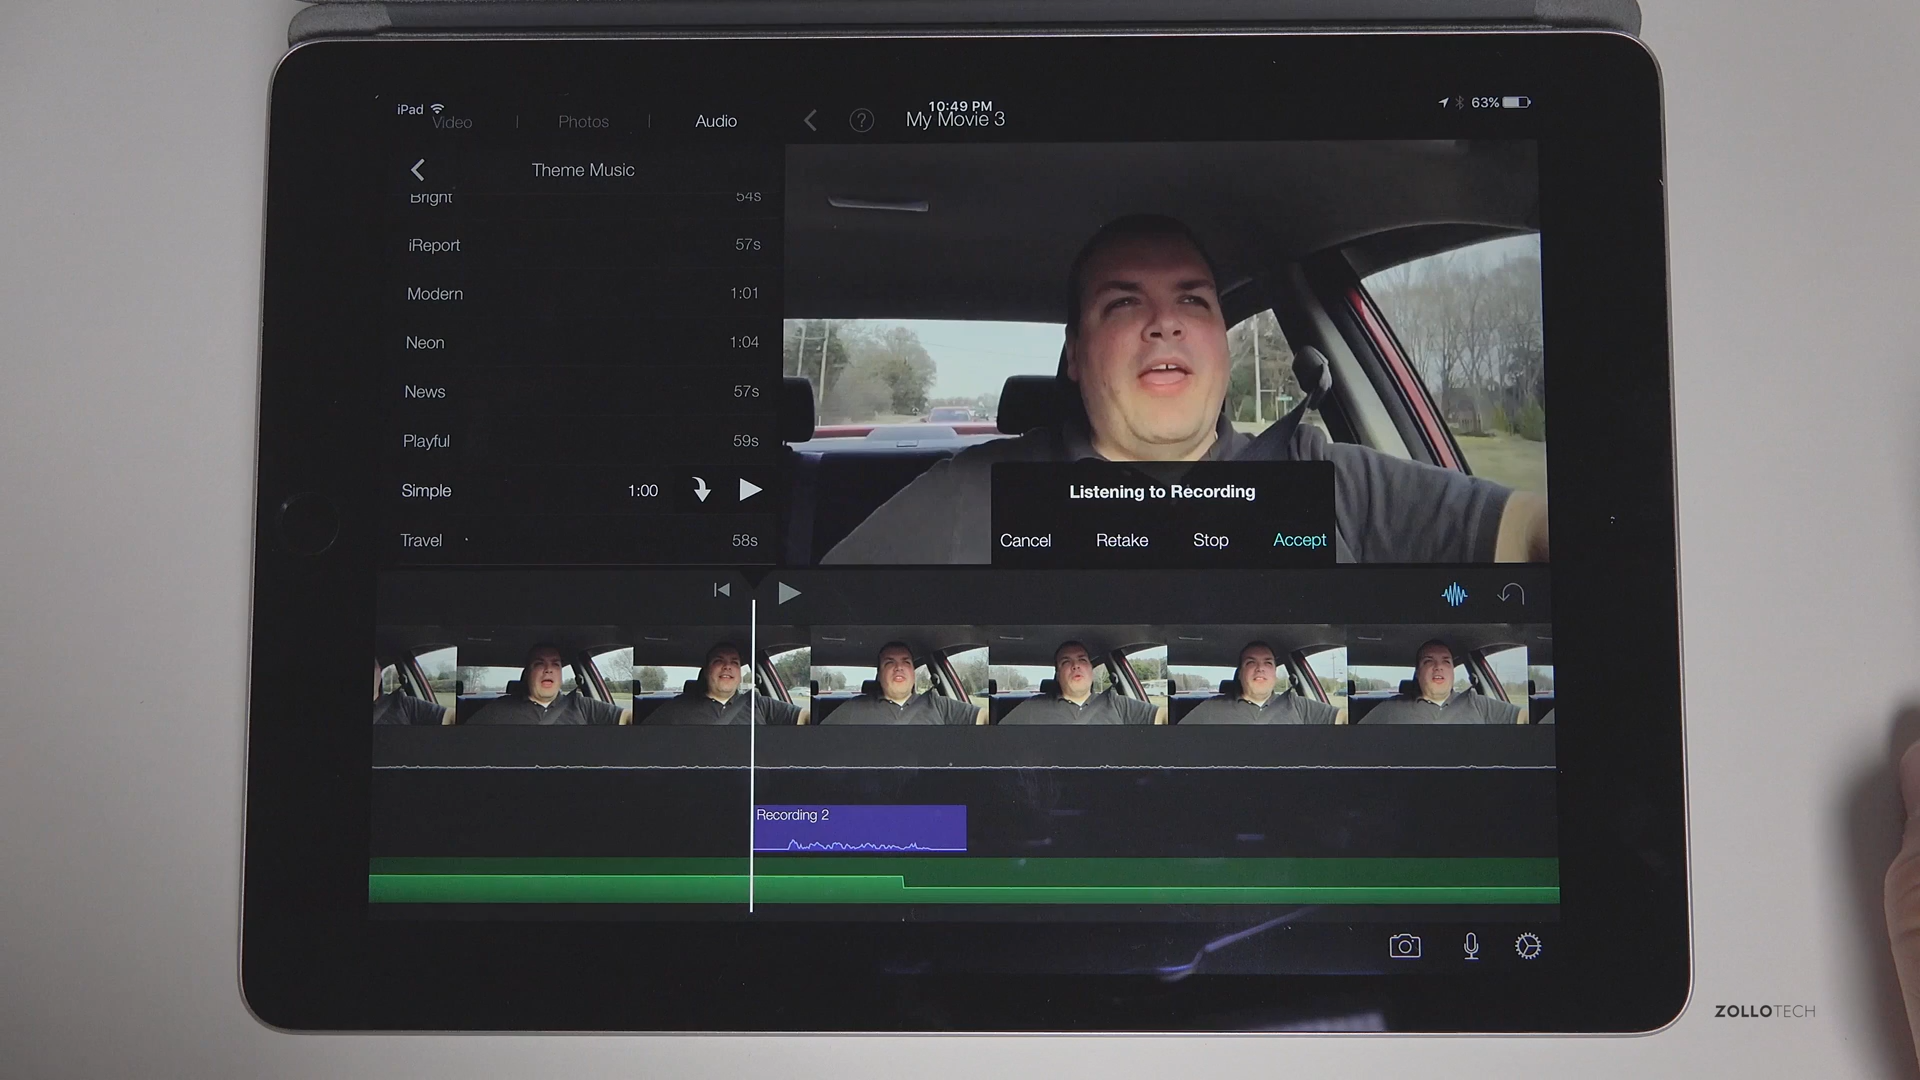 iPad
10:49 PM
63%
Video | Photos | Audio
? My Movie 3
Theme Music
Bright 54s
iReport 57s
Modern 1:01
Neon 1:04
News 57s
Playful 59s
Simple 1:00
Travel 58s
Listening to Recording
Cancel Retake Stop Accept
Recording 2
ZOLLOTECH